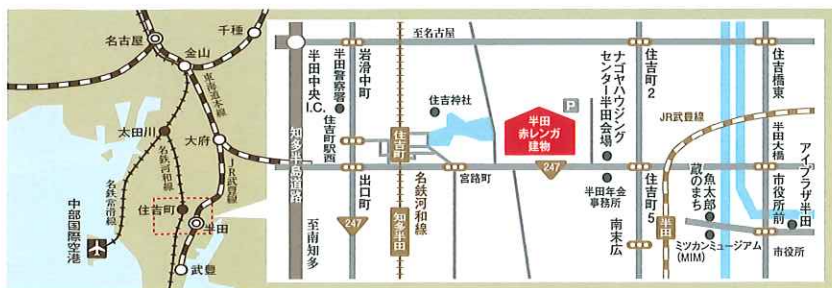 千種
名古屋
金山
東海道本線
太田川
大府
名鉄河和線
JR武豊線
名鉄常滑線
住吉町
半田
中部国際空港
武豊
至名古屋
半田中央I.C.
半田警察署
岩滑中町
住吉神社
P
ナゴヤハウジングセンター半田会場
住吉町2
住吉橋東
JR武豊線
住吉町駅西
住吉町
半田
赤レンガ
建物
半田大橋
知多半島道路
出口町
247
名鉄河和線
宮路町
247
半田年金
事務所
住吉町5
蔵のまち
魚太郎
市役所前
アイプラザ半田
至南知多
知多半田
南末広
半田
ミツカンミュージアム
(MIM)
市役所